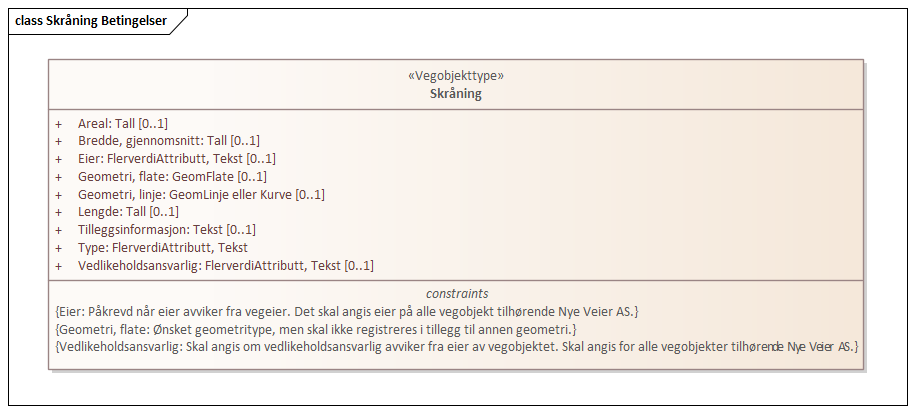 class Skråning Betingelser
«Vegobjekttype»
Skråning
+ Areal: Tall [0..1]
+ Bredde, gjennomsnitt: Tall [0..1]
+ Eier: FlerverdiAttributt, Tekst [0..1]
+ Geometri, flate: GeomFlate [0..1]
+ Geometri, linje: GeomLinje eller Kurve [0..1]
+ Lengde: Tall [0..1]
+ Tilleggsinformasjon: Tekst [0..1]
+ Type: FlerverdiAttributt, Tekst
+ Vedlikeholdsansvarlig: FlerverdiAttributt, Tekst [0..1]
constraints
{Eier: Påkrevd når eier avviker fra vegeier. Det skal angis eier på alle vegobjekt tilhørende Nye Veier AS.}
{Geometri, flate: Ønsket geometritype, men skal ikke registreres i tillegg til annen geometri.}
{Vedlikeholdsansvarlig: Skal angis om vedlikeholdsansvarlig avviker fra eier av vegobjektet. Skal angis for alle vegobjekter tilhørende Nye Veier AS.}